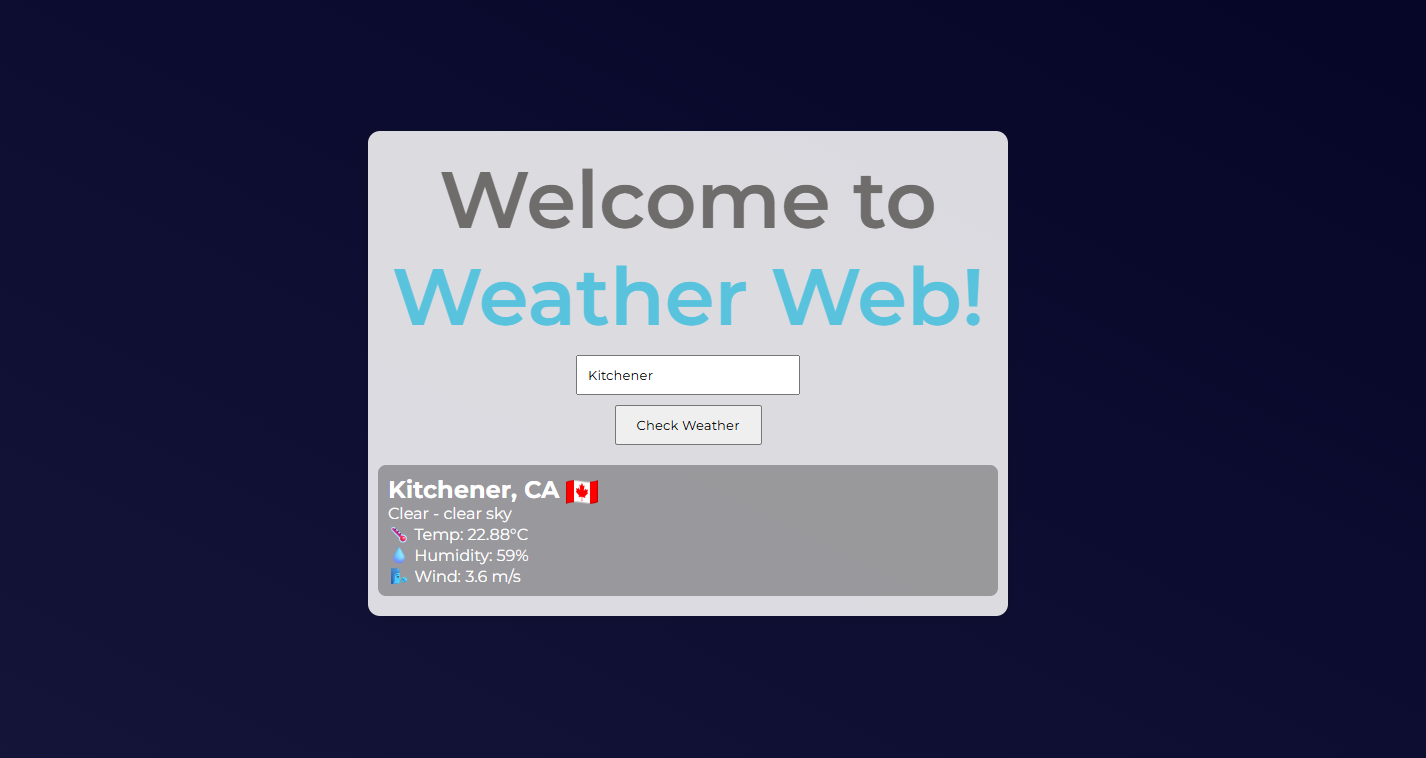 Welcome to
Weather Web!
Kitchener
Check Weather
Kitchener, CA 🇨🇦
Clear - clear sky
🌡️ Temp: 22.88°C
💧 Humidity: 59%
🌬️ Wind: 3.6 m/s